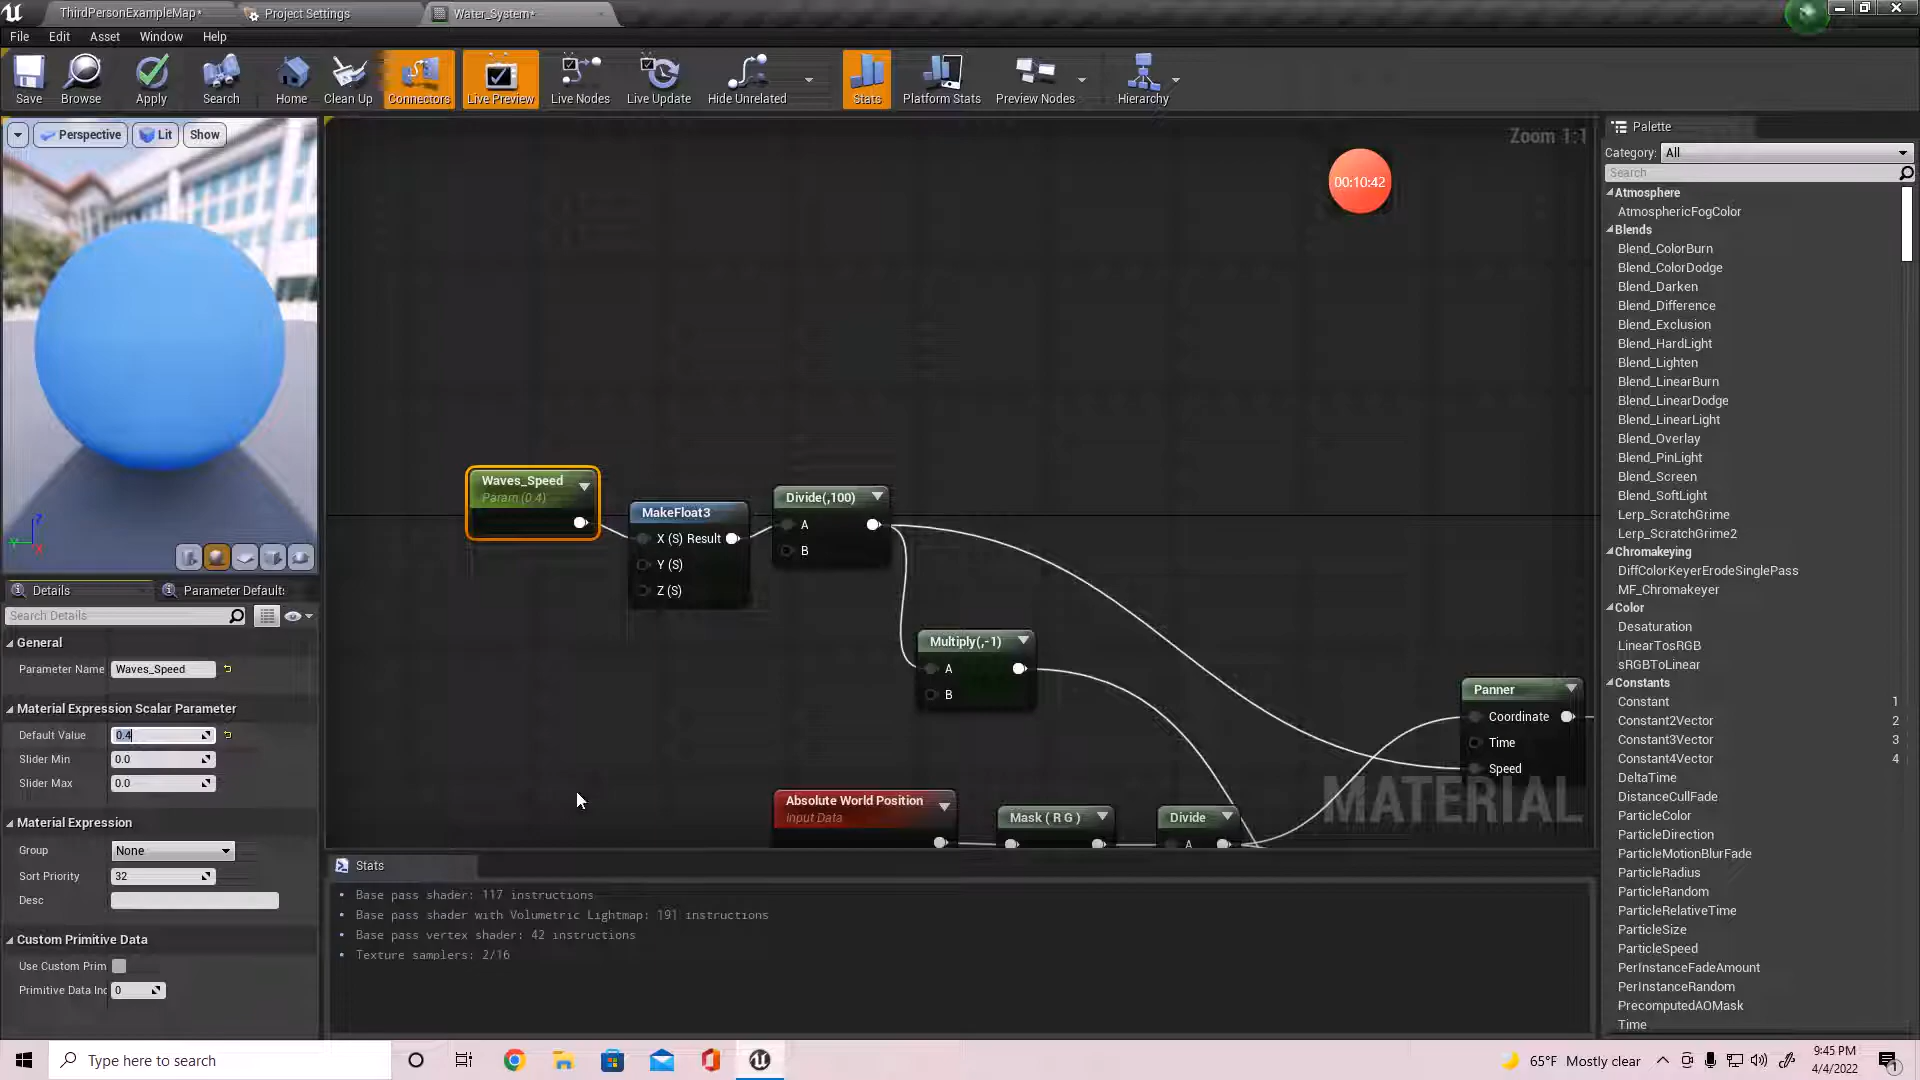 ThirdPersonExampleMap*
Project Settings
Water_System*
File
Edit
Asset
Window
Help
Save
Browse
Apply
Search
Home
Clean Up
Connectors
Live Preview
Live Nodes
Live Update
Hide Unrelated
Stats
Platform Stats
Preview Nodes
Hierarchy
Perspective
Lit
Show
Zoom 1:1
00:10:42
Waves_Speed
Param (0.4)
MakeFloat3
X (S) Result
Y (S)
Z (S)
Divide(,100)
A
B
Multiply(,-1)
A
B
Panner
Coordinate
Time
Speed
Absolute World Position
Input Data
Mask ( R G )
Divide
A
MATERIAL
Z
Y
X
Details
Parameter Defaults
Search Details
General
Parameter Name
Waves_Speed
Material Expression Scalar Parameter
Default Value
0.4
Slider Min
0.0
Slider Max
0.0
Material Expression
Group
None
Sort Priority
32
Desc
Custom Primitive Data
Use Custom Prim
Primitive Data Inc
0
Stats
Base pass shader: 117 instructions
Base pass shader with Volumetric Lightmap: 191 instructions
Base pass vertex shader: 42 instructions
Texture samplers: 2/16
Palette
Category:
All
Search
Atmosphere
AtmosphericFogColor
Blends
Blend_ColorBurn
Blend_ColorDodge
Blend_Darken
Blend_Difference
Blend_Exclusion
Blend_HardLight
Blend_Lighten
Blend_LinearBurn
Blend_LinearDodge
Blend_LinearLight
Blend_Overlay
Blend_PinLight
Blend_Screen
Blend_SoftLight
Lerp_ScratchGrime
Lerp_ScratchGrime2
Chromakeying
DiffColorKeyerErodeSinglePass
MF_Chromakeyer
Color
Desaturation
LinearTosRGB
sRGBToLinear
Constants
Constant 1
Constant2Vector 2
Constant3Vector 3
Constant4Vector 4
DeltaTime
DistanceCullFade
ParticleColor
ParticleDirection
ParticleMotionBlurFade
ParticleRadius
ParticleRandom
ParticleRelativeTime
ParticleSize
ParticleSpeed
PerInstanceFadeAmount
PerInstanceRandom
PrecomputedAOMask
Time
Type here to search
65°F Mostly clear
9:45 PM
4/4/2022
1